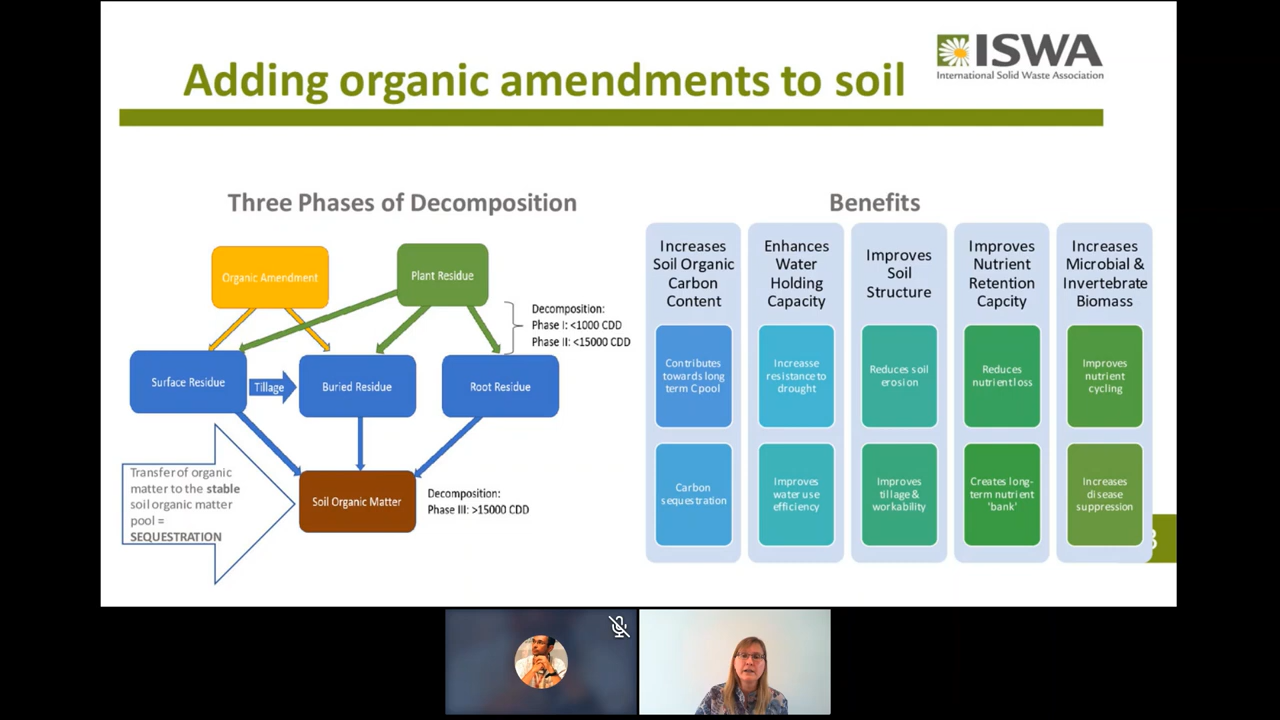 Adding organic amendments to soil
ISWA
International Solid Waste Association
Three Phases of Decomposition
Organic Amendment
Plant Residue
Decomposition:
Phase I: <1000 CDD
Phase II: <15000 CDD
Surface Residue
Tillage
Buried Residue
Root Residue
Transfer of organic
matter to the stable
soil organic matter
pool =
SEQUESTRATION
Soil Organic Matter
Decomposition:
Phase III: >15000 CDD
Benefits
Increases
Soil Organic
Carbon
Content
Contributes
towards long
term C pool
Carbon
sequestration
Enhances
Water
Holding
Capacity
Increasse
resistance to
drought
Improves
water use
efficiency
Improves
Soil
Structure
Reduces soil
erosion
Improves
tillage &
workability
Improves
Nutrient
Retention
Capcity
Reduces
nutrient loss
Creates long-
term nutrient
'bank'
Increases
Microbial &
Invertebrate
Biomass
Improves
nutrient
cycling
Increases
disease
suppression